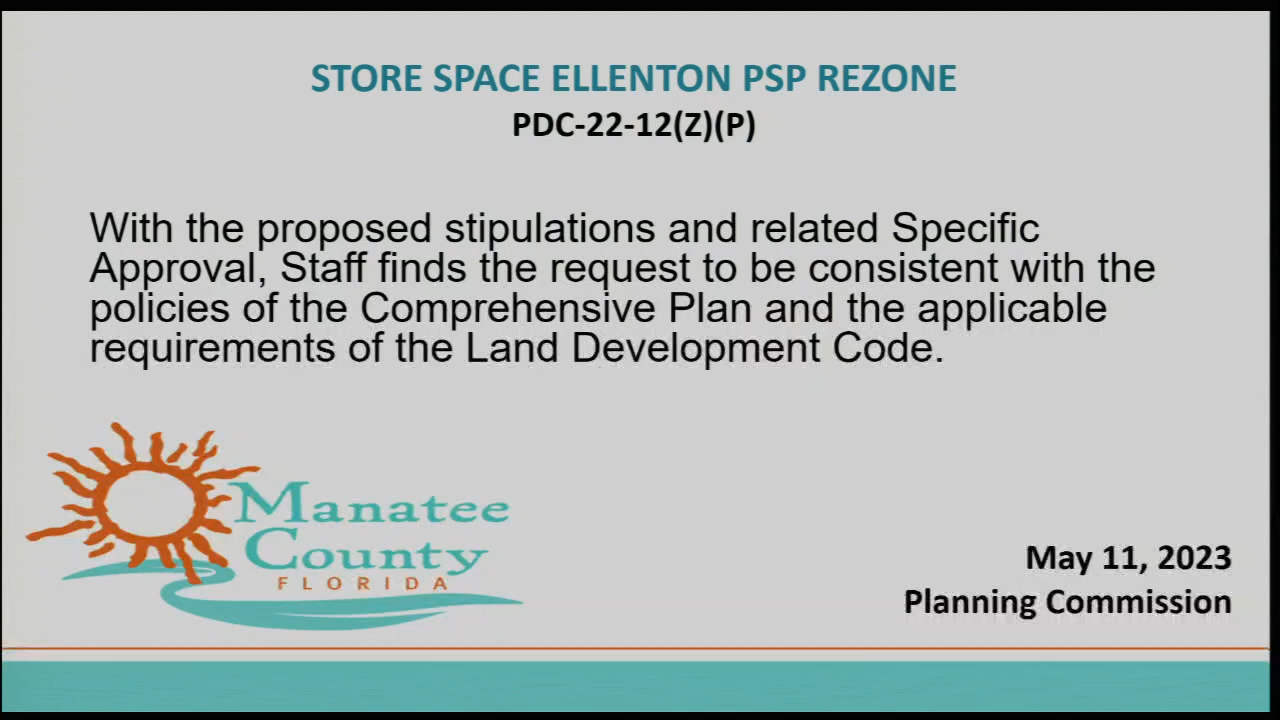 STORE SPACE ELLENTON PSP REZONE
PDC-22-12(Z)(P)
With the proposed stipulations and related Specific
Approval, Staff finds the request to be consistent with the
policies of the Comprehensive Plan and the applicable
requirements of the Land Development Code.
Manatee
County
FLORIDA
May 11, 2023
Planning Commission